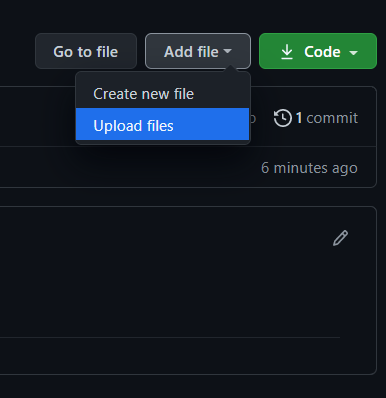 Go to file
Add file
Code
Create new file
Upload files
1 commit
6 minutes ago